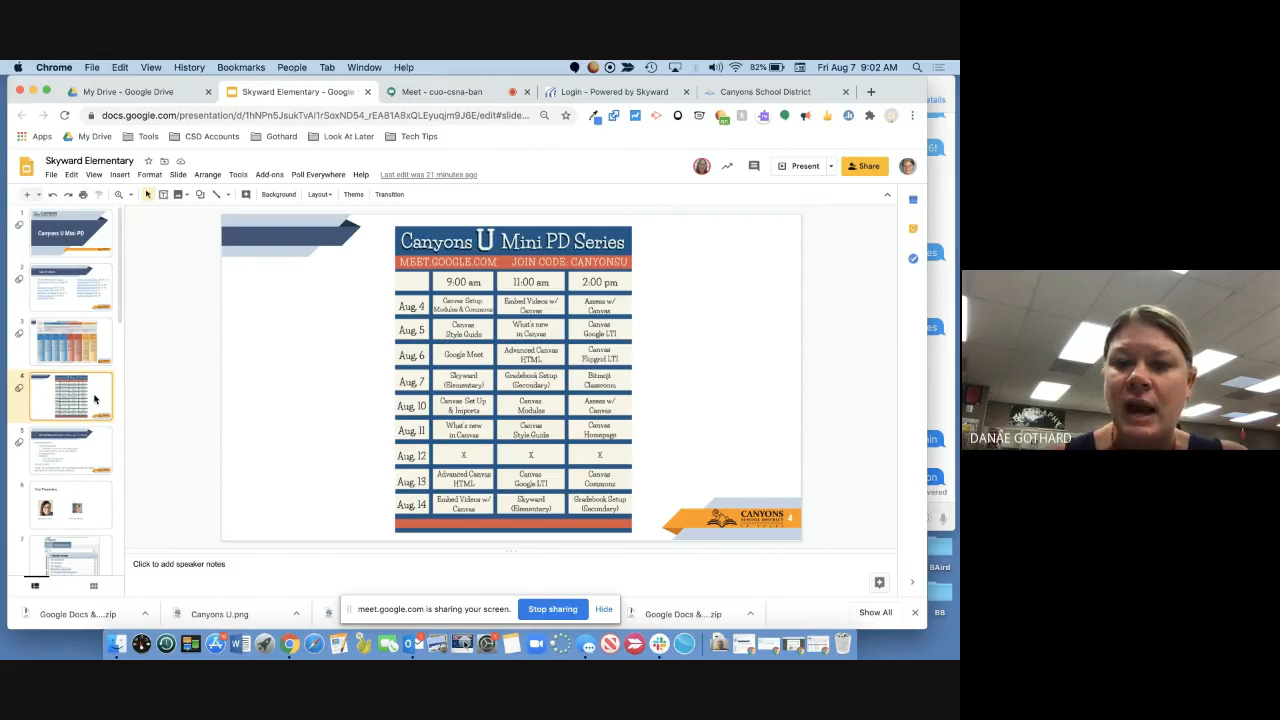 Chrome File Edit View History Bookmarks People Tab Window Help 82% Fri Aug 7 9:02 AM
My Drive - Google Drive Skyward Elementary - Google Meet - cuo-csna-ban Login - Powered by Skyward Canyons School District
etails
docs.google.com/presentation/d/1hNPn5JsukTvAl1rSoxND54_rEA81A8xQLEyuqjm9J6E/edit#slide...
Apps My Drive Tools CSD Accounts Gothard Look At Later Tech Tips
Skyward Elementary
File Edit View Insert Format Slide Arrange Tools Add-ons Poll Everywhere Help Last edit was 21 minutes ago
Present Share
Background Layout Theme Transition
1
Canyons U Mini PD
2
3
4
5
6
7
Canyons U Mini PD Series
MEET.GOOGLE.COM JOIN CODE: CANYONSU
9:00 am 11:00 am 2:00 pm
Aug. 4 Canvas Setup, Modules & Commons Embed Videos w/ Canvas Assess w/ Canvas
Aug. 5 Canvas Style Guide What's new in Canvas Canvas Google LTI
Aug. 6 Google Meet Advanced Canvas HTML Canvas Flipgrid LTI
Aug. 7 Skyward (Elementary) Gradebook Setup (Secondary) Bitmoji Classroom
Aug. 10 Canvas Set Up & Imports Canvas Modules Assess w/ Canvas
Aug. 11 What's new in Canvas Canvas Style Guide Canvas Homepage
Aug. 12 X X X
Aug. 13 Advanced Canvas HTML Canvas Google LTI Canvas Commons
Aug. 14 Embed Videos w/ Canvas Skyward (Elementary) Gradebook Setup (Secondary)
CANYONS
SCHOOL DISTRICT
4
Click to add speaker notes
Google Docs &....zip Canyons U.png meet.google.com is sharing your screen. Stop sharing Hide Google Docs &....zip Show All
BAird
BB
DANAE GOTHARD